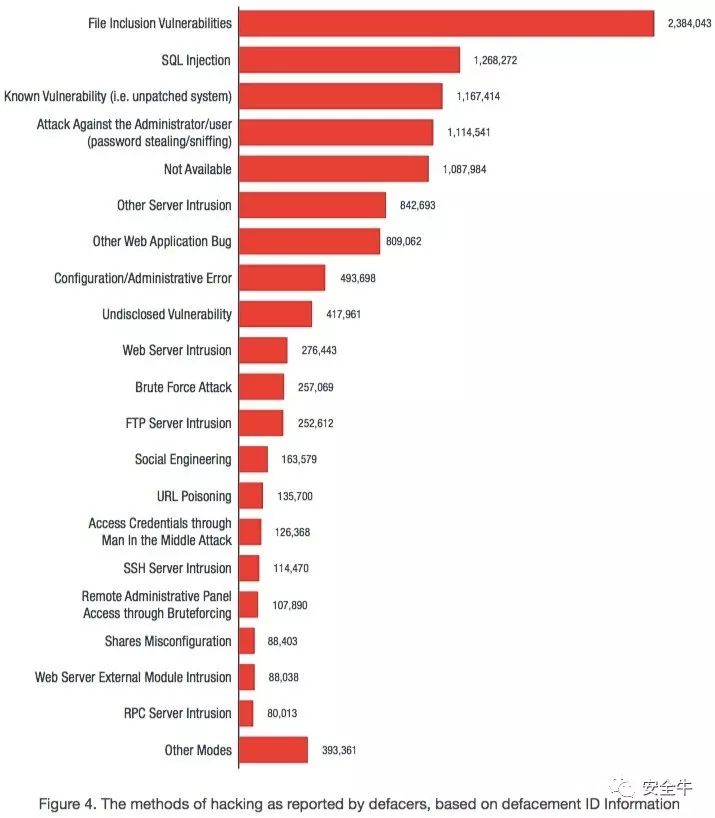 File Inclusion Vulnerabilities 2,384,043
SQL Injection 1,268,272
Known Vulnerability (i.e. unpatched system) 1,167,414
Attack Against the Administrator/user
(password stealing/sniffing) 1,114,541
Not Available 1,087,984
Other Server Intrusion 842,693
Other Web Application Bug 809,062
Configuration/Administrative Error 493,698
Undisclosed Vulnerability 417,961
Web Server Intrusion 276,443
Brute Force Attack 257,069
FTP Server Intrusion 252,612
Social Engineering 163,579
URL Poisoning 135,700
Access Credentials through
Man In the Middle Attack 126,368
SSH Server Intrusion 114,470
Remote Administrative Panel
Access through Bruteforcing 107,890
Shares Misconfiguration 88,403
Web Server External Module Intrusion 88,038
RPC Server Intrusion 80,013
Other Modes 393,361
安全牛
Figure 4. The methods of hacking as reported by defacers, based on defacement ID Information